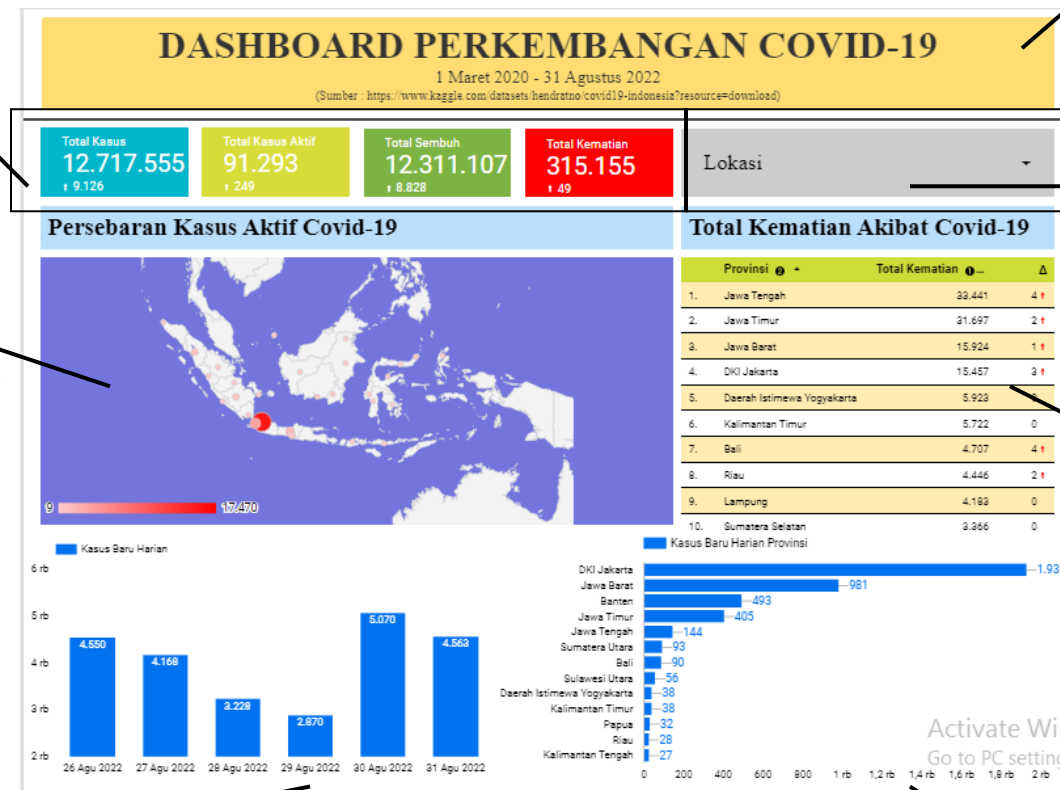 DASHBOARD PERKEMBANGAN COVID-19
1 Maret 2020 - 31 Agustus 2022
(Sumber : https://www.kaggle.com/datasets/hendratno/covid19-indonesia?resource=download)
Total Kasus
12.717.555
9.126
Total Kasus Aktif
91.293
249
Total Sembuh
12.311.107
8.828
Total Kematian
315.155
49
Lokasi
Persebaran Kasus Aktif Covid-19
9 17.470
Total Kematian Akibat Covid-19
Provinsi 2 Total Kematian 1... Δ
1. Jawa Tengah 33.441 4
2. Jawa Timur 31.697 2
3. Jawa Barat 15.924 1
4. DKI Jakarta 15.457 3
5. Daerah Istimewa Yogyakarta 5.923
6. Kalimantan Timur 5.722 0
7. Bali 4.707 4
8. Riau 4.446 2
9. Lampung 4.183 0
10. Sumatera Selatan 3.366 0
Kasus Baru Harian
6 rb
5 rb
4 rb
3 rb
2 rb
4.550
4.168
3.228
2.870
5.070
4.563
26 Agu 2022 27 Agu 2022 28 Agu 2022 29 Agu 2022 30 Agu 2022 31 Agu 2022
Kasus Baru Harian Provinsi
DKI Jakarta 1.93
Jawa Barat 981
Banten 493
Jawa Timur 405
Jawa Tengah 144
Sumatera Utara 93
Bali 90
Sulawesi Utara 56
Daerah Istimewa Yogyakarta 38
Kalimantan Timur 38
Papua 32
Riau 28
Kalimantan Tengah 27
0 200 400 600 800 1 rb 1,2 rb 1,4 rb 1,6 rb 1,8 rb 2 rb
Activate Wi
Go to PC setting